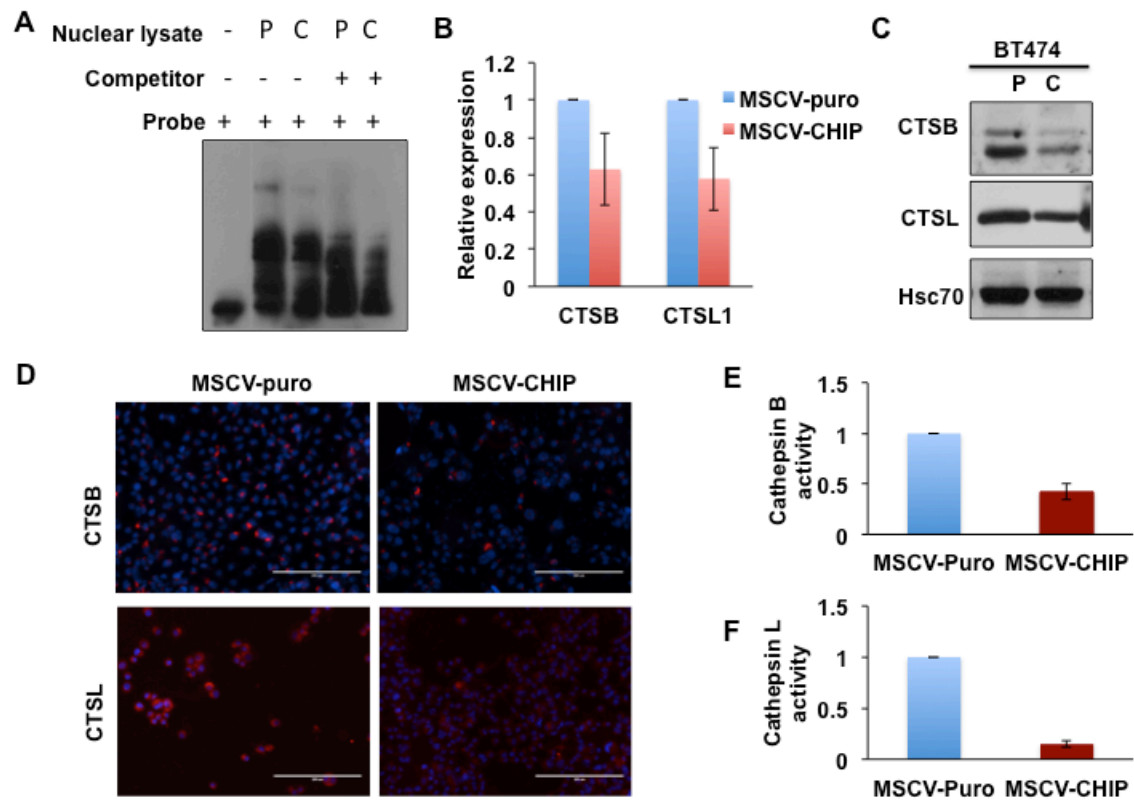 A
Nuclear lysate - P C P C
Competitor - - - + +
Probe + + + + +
B
1.2
1
0.8
0.6
0.4
0.2
0
Relative expression
CTSB CTSL1
MSCV-puro
MSCV-CHIP
C
BT474
P C
CTSB
CTSL
Hsc70
D
MSCV-puro MSCV-CHIP
CTSB
CTSL
E
Cathepsin B
activity
1.5
1
0.5
0
MSCV-Puro MSCV-CHIP
F
Cathepsin L
activity
1.5
1
0.5
0
MSCV-Puro MSCV-CHIP